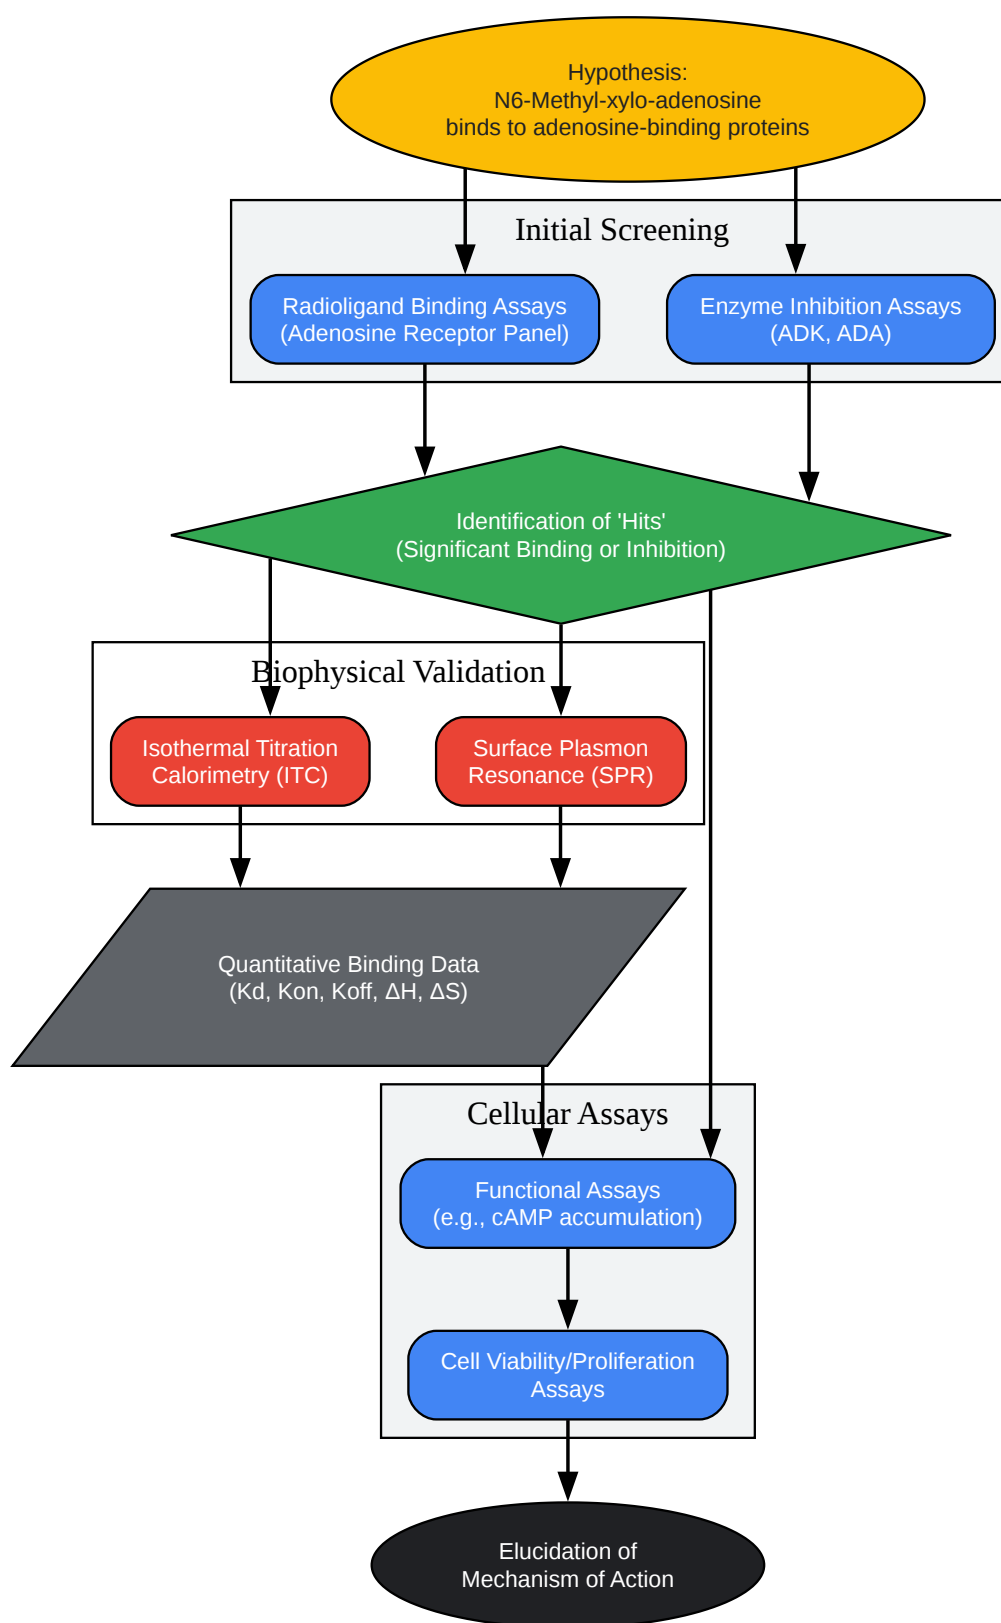 Hypothesis:
N6-Methyl-xylo-adenosine
binds to adenosine-binding proteins
Initial Screening
Radioligand Binding Assays
(Adenosine Receptor Panel)
Enzyme Inhibition Assays
(ADK, ADA)
Identification of 'Hits'
(Significant Binding or Inhibition)
Biophysical Validation
Isothermal Titration
Calorimetry (ITC)
Surface Plasmon
Resonance (SPR)
Quantitative Binding Data
(Kd, Kon, Koff, ΔH, ΔS)
Cellular Assays
Functional Assays
(e.g., cAMP accumulation)
Cell Viability/Proliferation
Assays
Elucidation of
Mechanism of Action